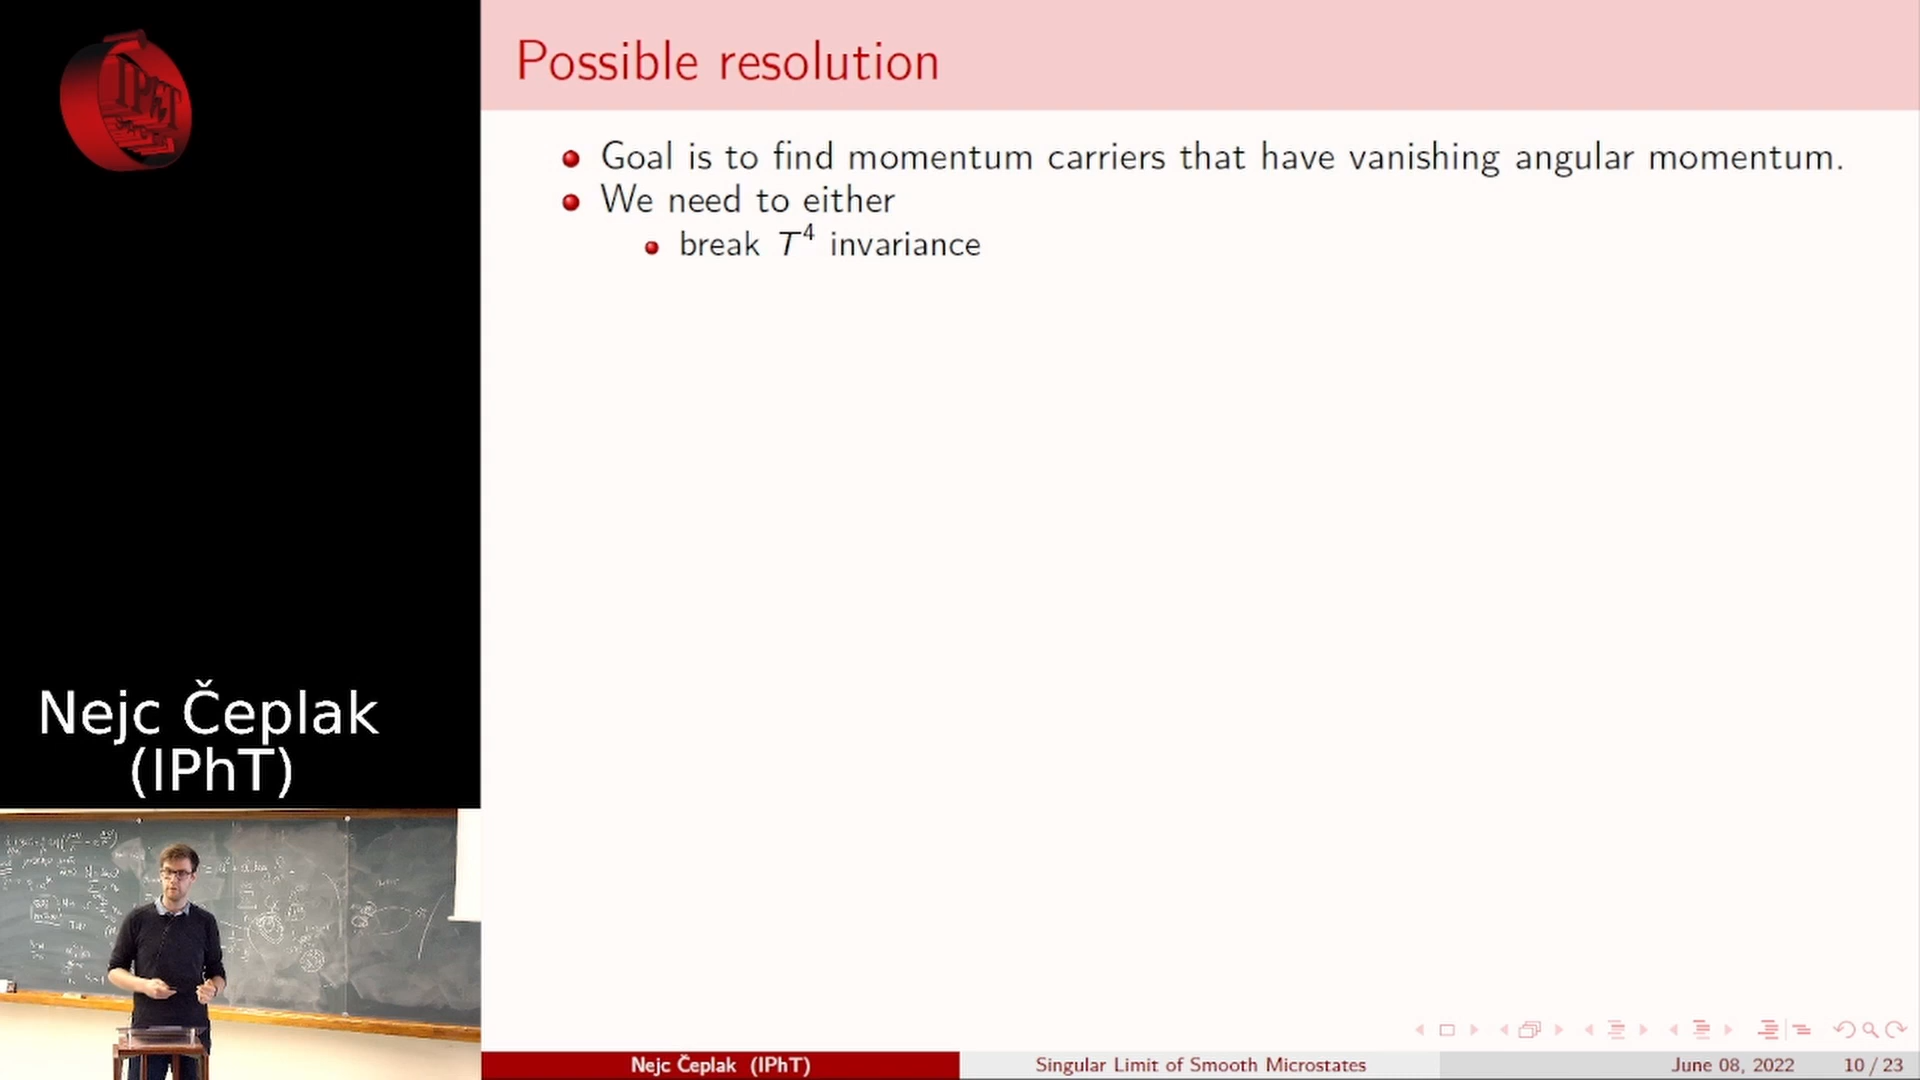 IPhT
Possible resolution
Goal is to find momentum carriers that have vanishing angular momentum.
We need to either
break T⁴ invariance
Nejc Čeplak
(IPhT)
Nejc Čeplak (IPhT)
Singular Limit of Smooth Microstates
June 08, 2022
10 / 23